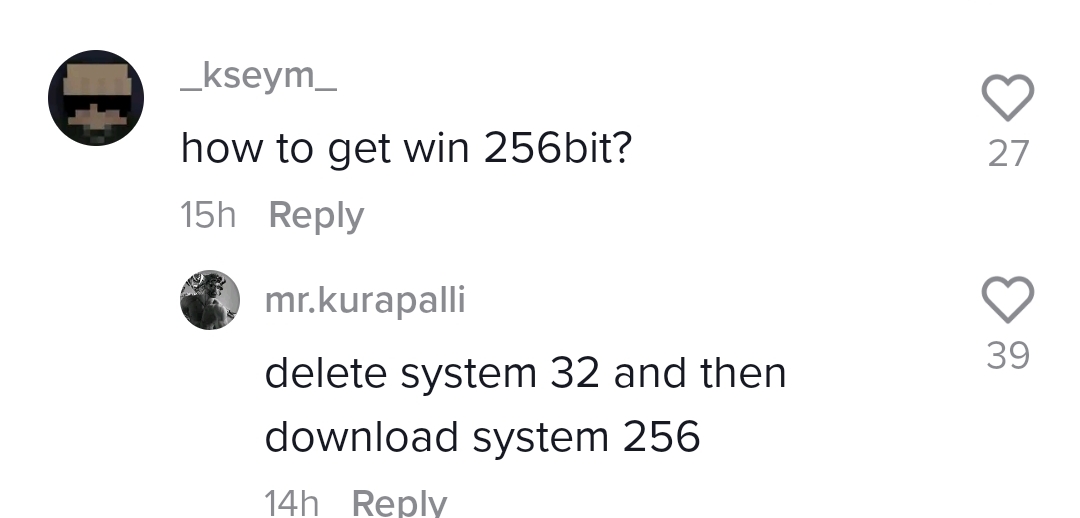 _kseym_
how to get win 256bit?
27
15h Reply
mr.kurapalli
delete system 32 and then
39
download system 256
14h Reply